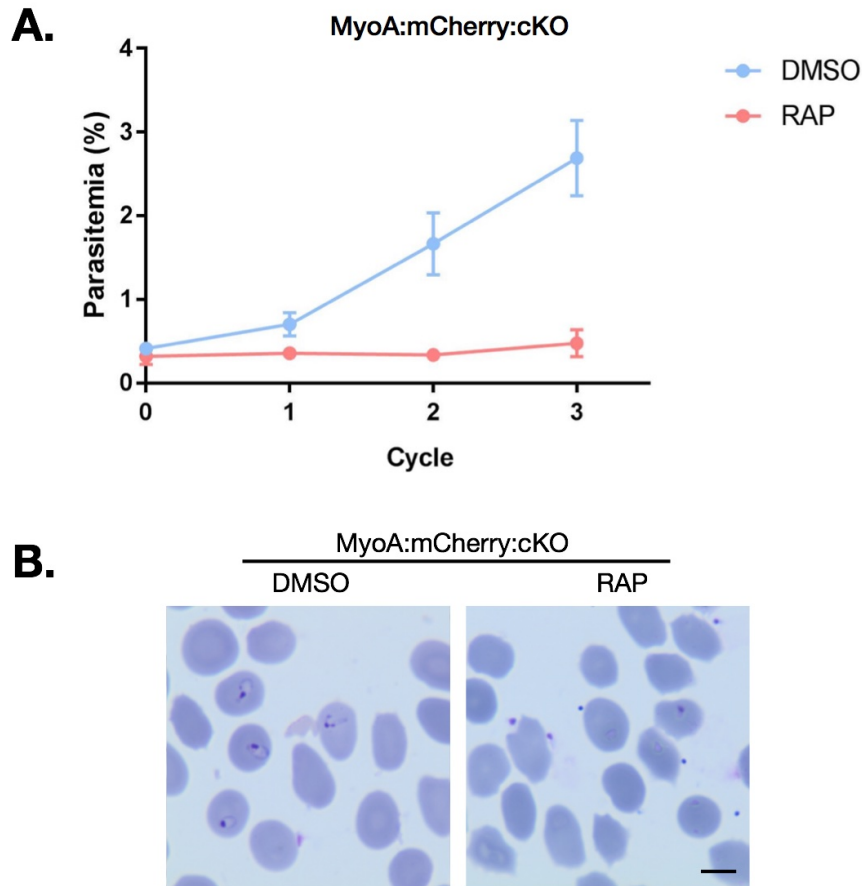 A.
MyoA:mCherry:cKO
4
3
2
1
0
Parasitemia (%)
0 1 2 3
Cycle
DMSO
RAP
B.
MyoA:mCherry:cKO
DMSO RAP